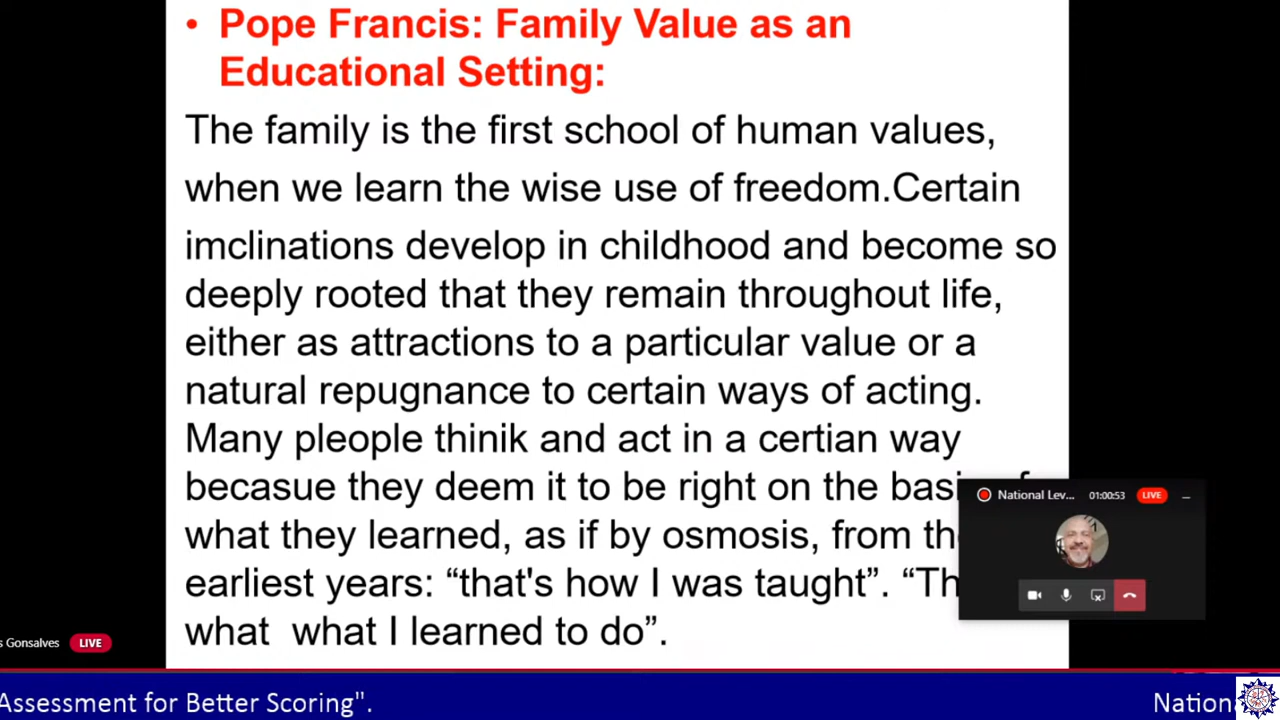 • Pope Francis: Family Value as an
Educational Setting:
The family is the first school of human values,
when we learn the wise use of freedom.Certain
imclinations develop in childhood and become so
deeply rooted that they remain throughout life,
either as attractions to a particular value or a
natural repugnance to certain ways of acting.
Many pleople thinik and act in a certian way
becasue they deem it to be right on the
what they learned, as if by osmosis, from
earliest years: “that's how I was taught”.
what what I learned to do”.
National Lev... 01:00:53 LIVE
s Gonsalves LIVE
Assessment for Better Scoring". Nation